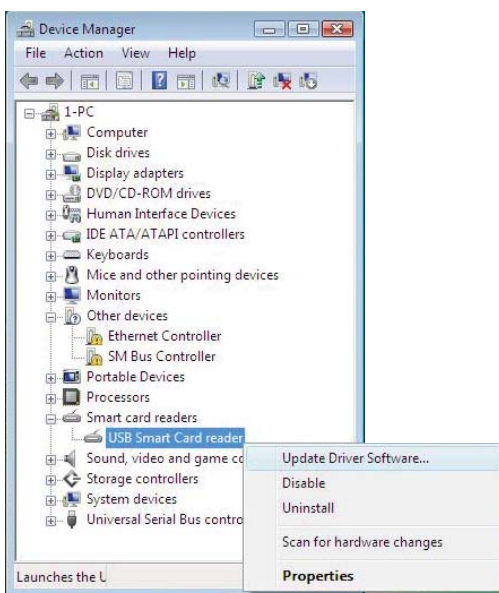 Device Manager
File Action View Help
1-PC
Computer
Disk drives
Display adapters
DVD/CD-ROM drives
Human Interface Devices
IDE ATA/ATAPI controllers
Keyboards
Mice and other pointing devices
Monitors
Other devices
Ethernet Controller
SM Bus Controller
Portable Devices
Processors
Smart card readers
USB Smart Card reader
Sound, video and game co
Storage controllers
System devices
Universal Serial Bus contro
Update Driver Software...
Disable
Uninstall
Scan for hardware changes
Properties
Launches the U